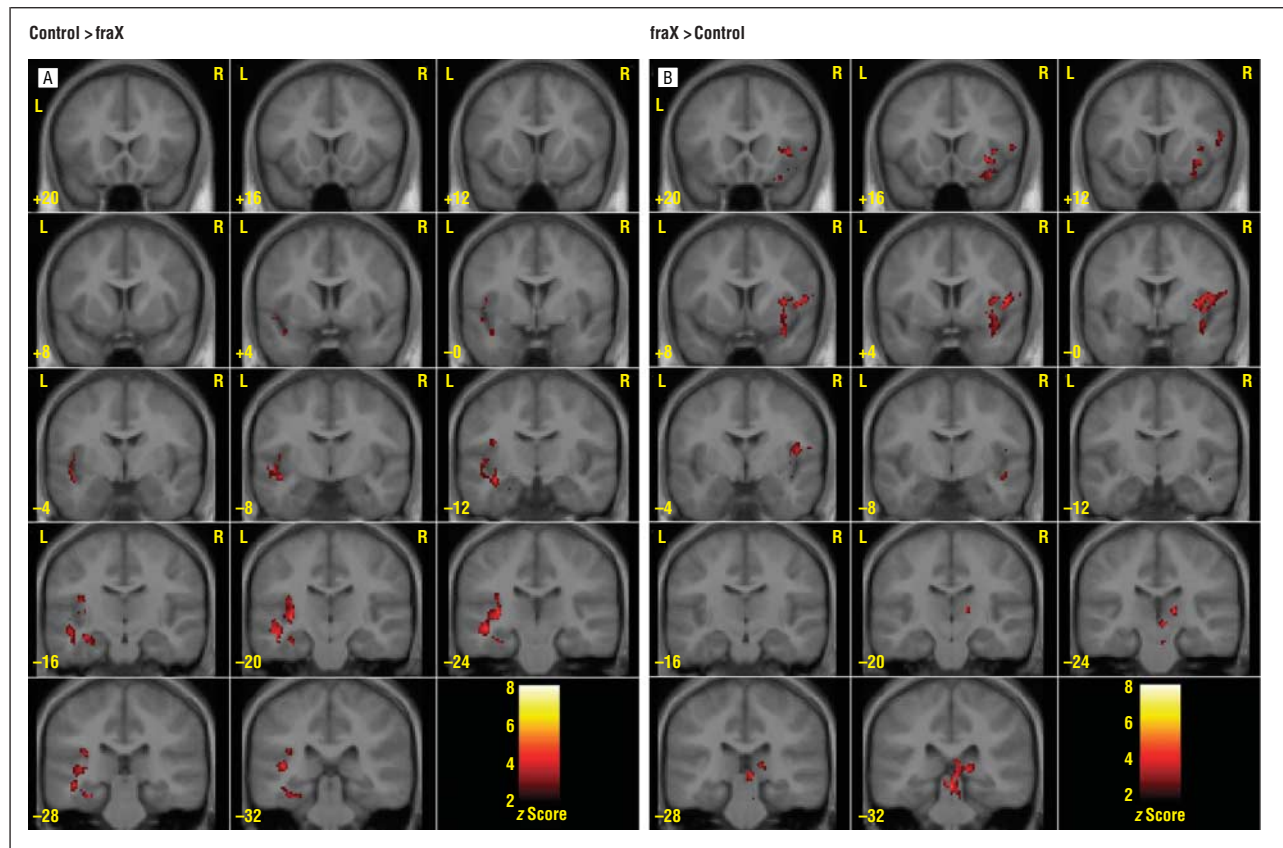 Control > fraX
fraX > Control
A
L
R
L
R
L
R
+20
+16
+12
L
R
L
R
L
R
+8
+4
–0
L
R
L
R
L
R
–4
–8
–12
L
R
L
R
L
R
–16
–20
–24
–28
–32
8
6
4
2
z Score
B
L
R
L
R
L
R
+20
+16
+12
L
R
L
R
L
R
+8
+4
–0
L
R
L
R
L
R
–4
–8
–12
L
R
L
R
L
R
–16
–20
–24
–28
–32
8
6
4
2
z Score